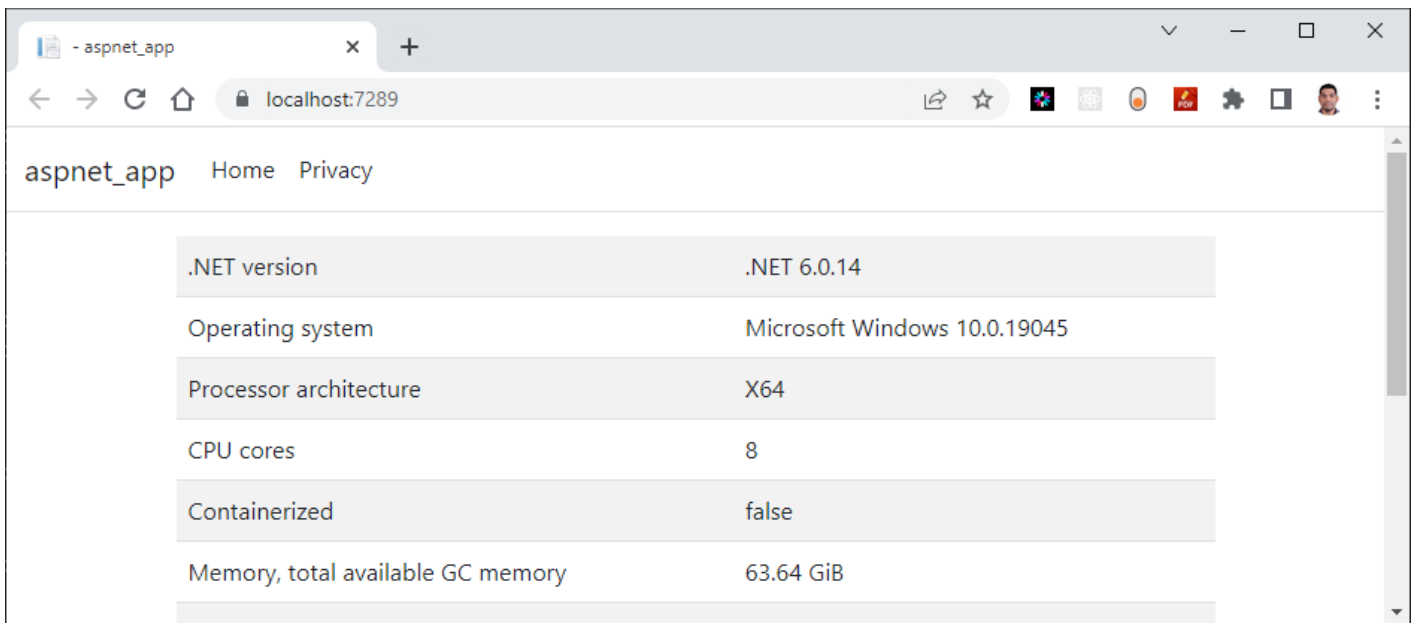 - aspnet_app
localhost:7289
PDF
aspnet_app Home Privacy
.NET version .NET 6.0.14
Operating system Microsoft Windows 10.0.19045
Processor architecture X64
CPU cores 8
Containerized false
Memory, total available GC memory 63.64 GiB